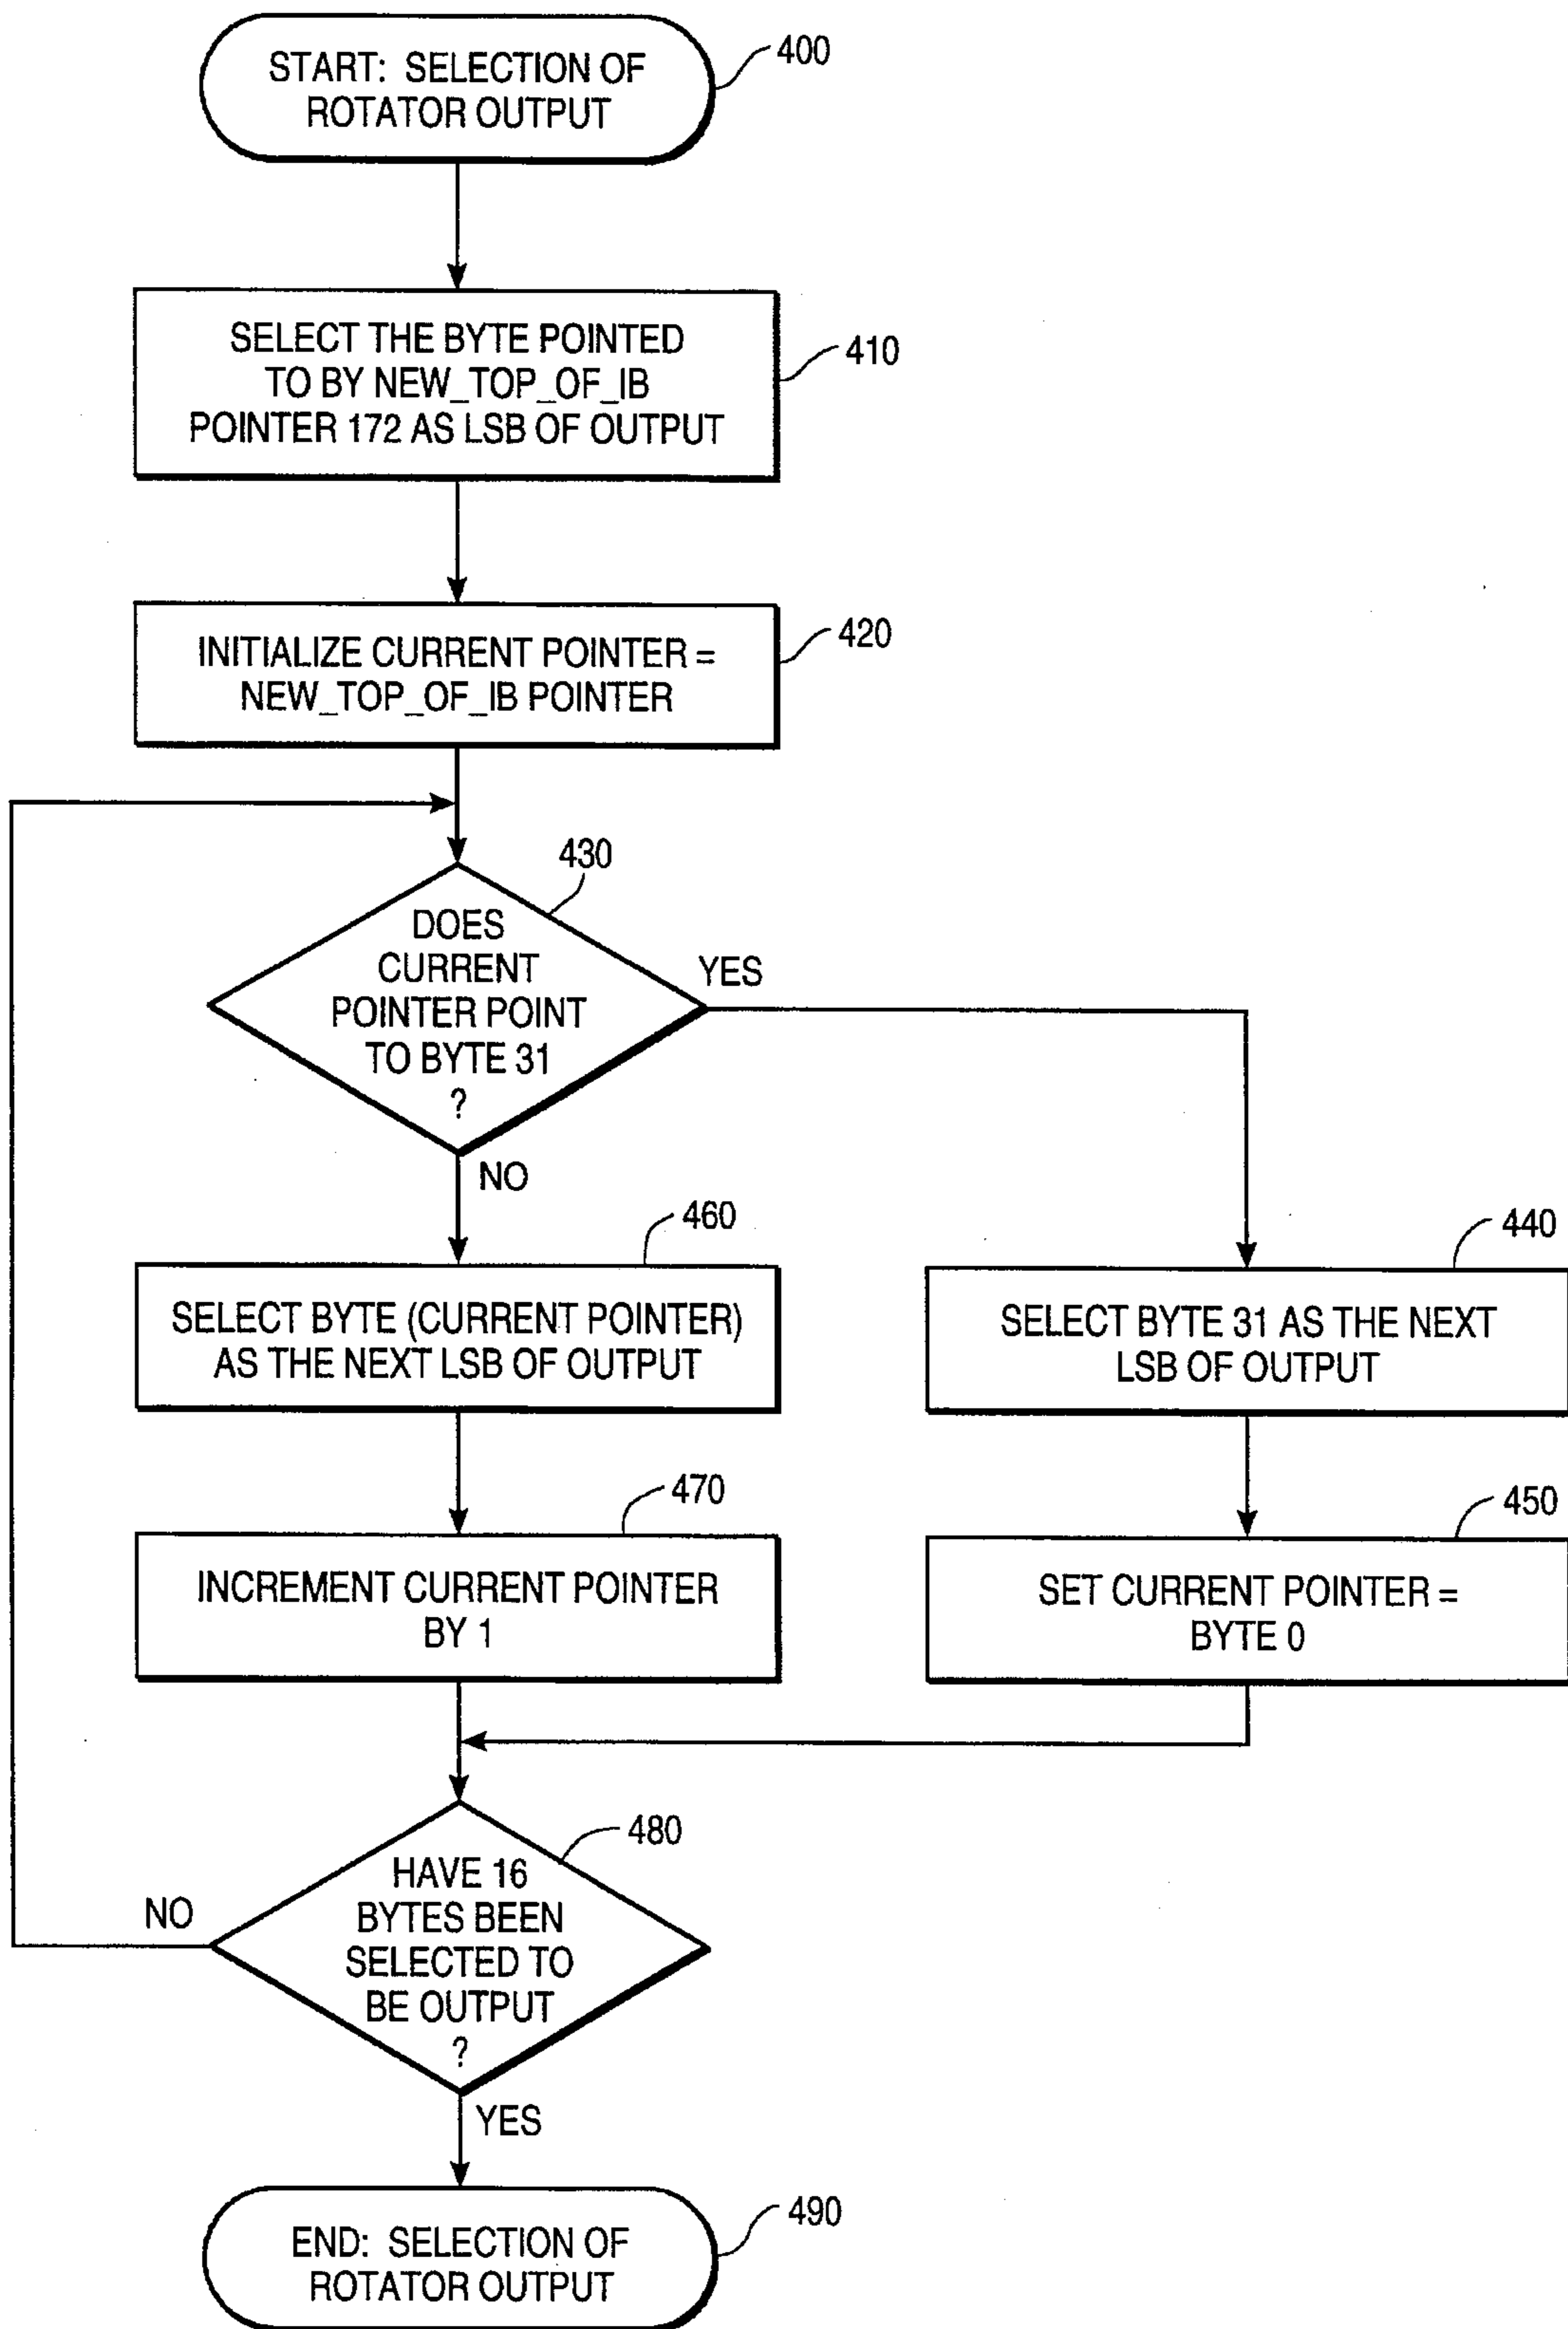 START: SELECTION OF
ROTATOR OUTPUT
400
SELECT THE BYTE POINTED
TO BY NEW_TOP_OF_IB
POINTER 172 AS LSB OF OUTPUT
410
INITIALIZE CURRENT POINTER =
NEW_TOP_OF_IB POINTER
420
430
DOES
CURRENT
POINTER POINT
TO BYTE 31
?
YES
NO
460
SELECT BYTE (CURRENT POINTER)
AS THE NEXT LSB OF OUTPUT
440
SELECT BYTE 31 AS THE NEXT
LSB OF OUTPUT
470
INCREMENT CURRENT POINTER
BY 1
450
SET CURRENT POINTER =
BYTE 0
480
HAVE 16
BYTES BEEN
SELECTED TO
BE OUTPUT
?
NO
YES
END: SELECTION OF
ROTATOR OUTPUT
490